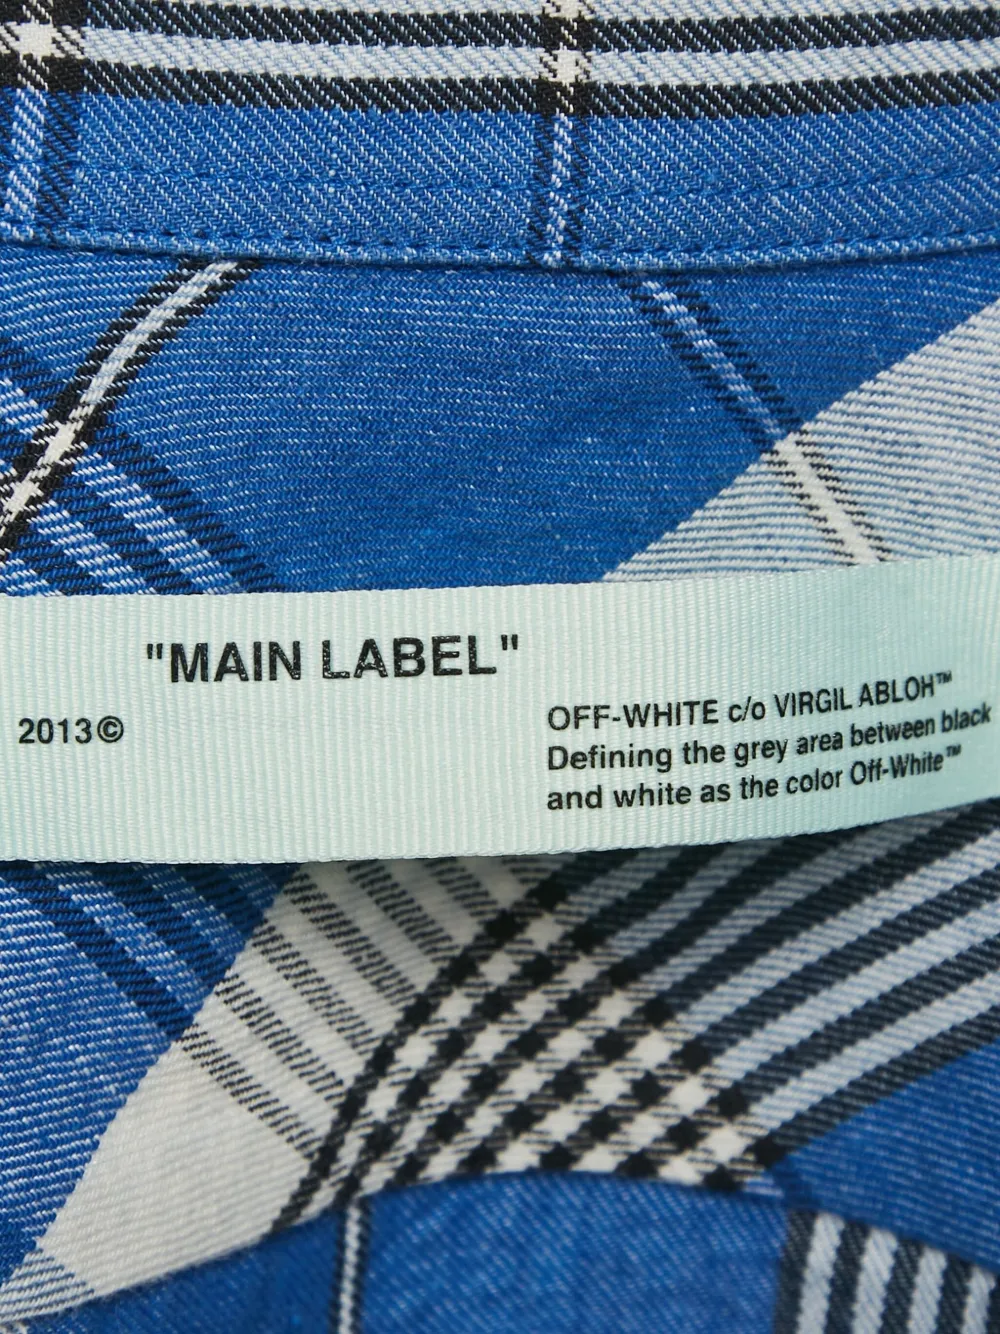 "MAIN LABEL"
2013©
OFF-WHITE c/o VIRGIL ABLOH™
Defining the grey area between black
and white as the color Off-White™